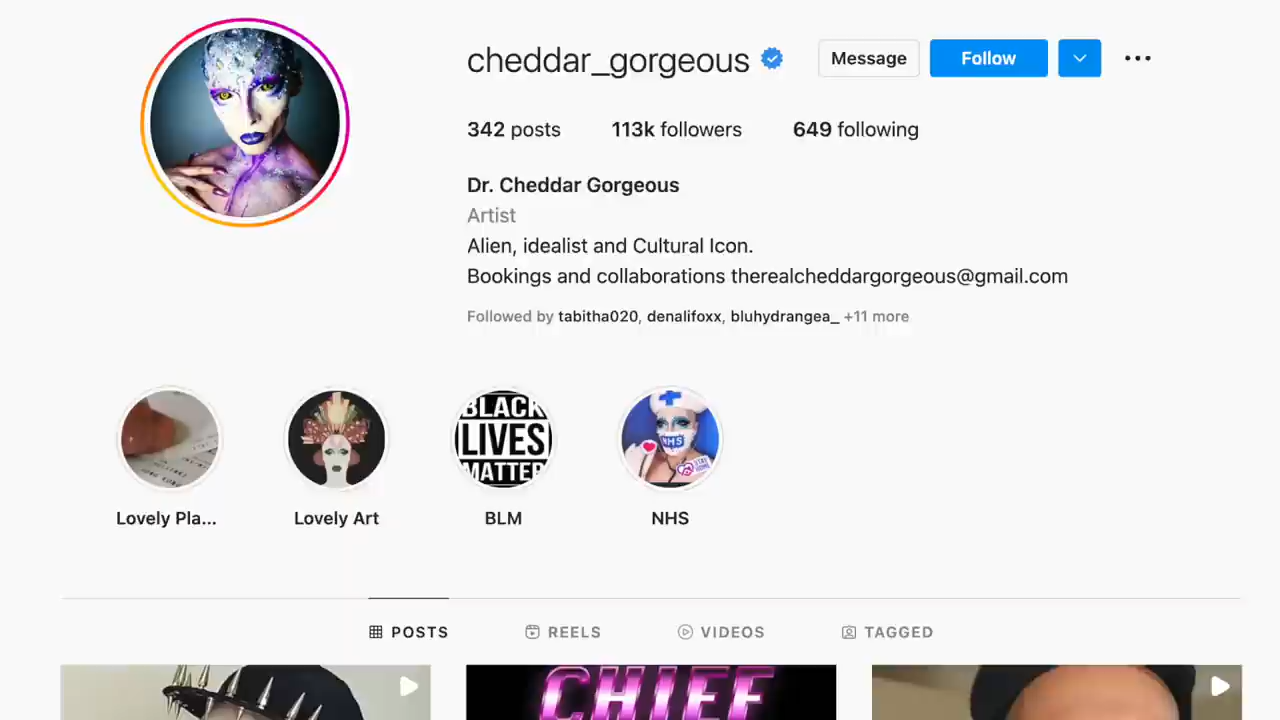 cheddar_gorgeous
Message
Follow
342 posts
113k followers
649 following
Dr. Cheddar Gorgeous
Artist
Alien, idealist and Cultural Icon.
Bookings and collaborations therealcheddargorgeous@gmail.com
Followed by tabitha020, denalifoxx, bluhydrangea_ +11 more
BLACK
LIVES
MATTER
NHS
Lovely Pla...
Lovely Art
BLM
NHS
POSTS
REELS
VIDEOS
TAGGED
CHIEF